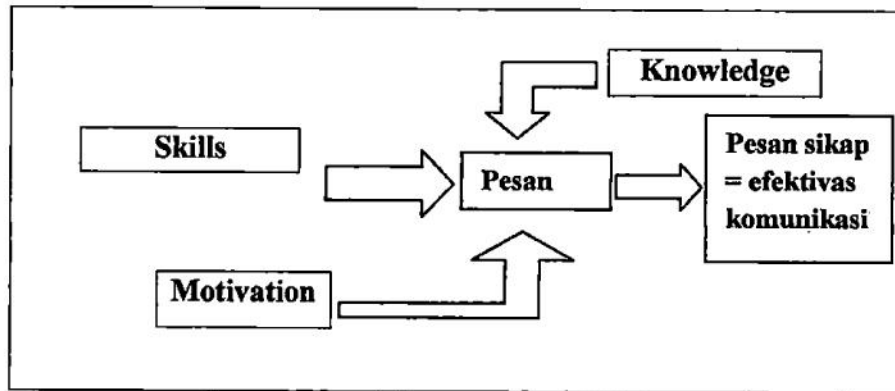 Knowledge
Skills
Pesan
Pesan sikap
= efektivas
komunikasi
Motivation